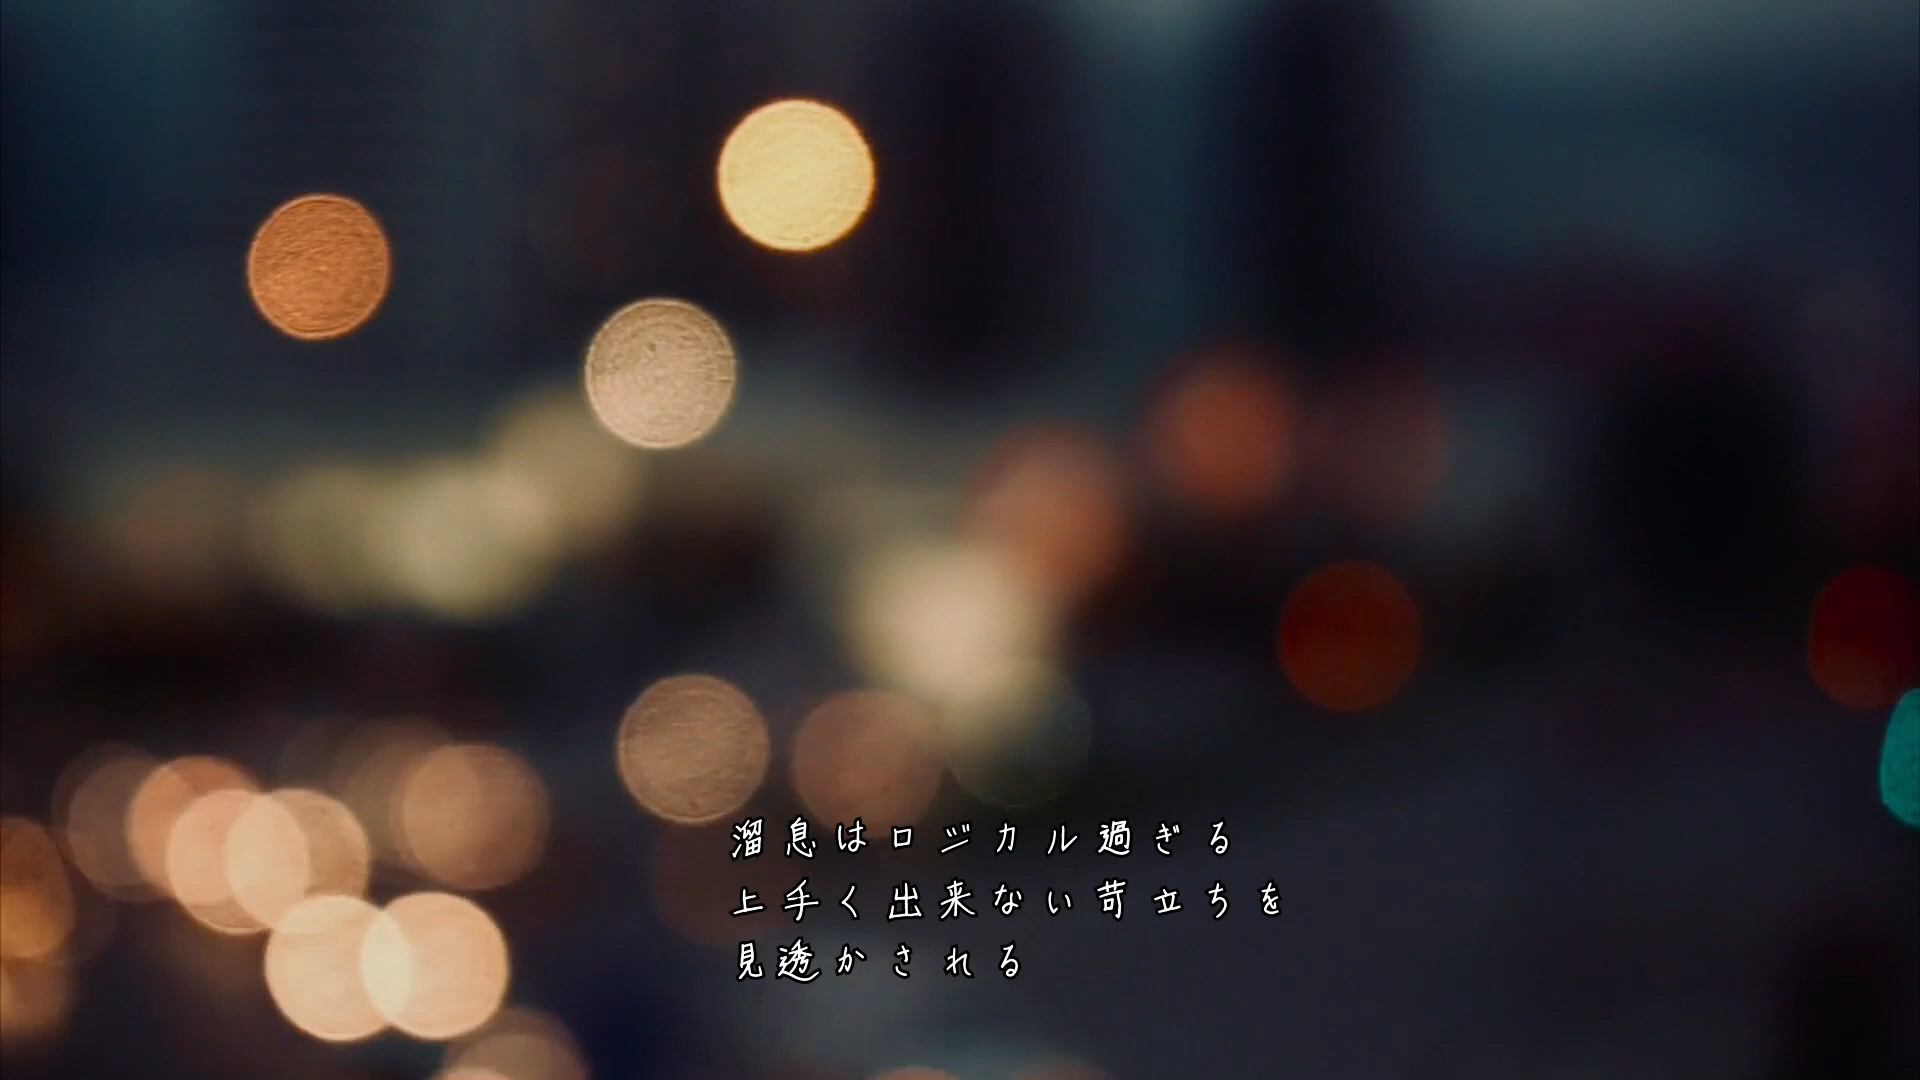 溜息はロジカル過ぎる
上手く出来ない苛立ちを
見透かされる